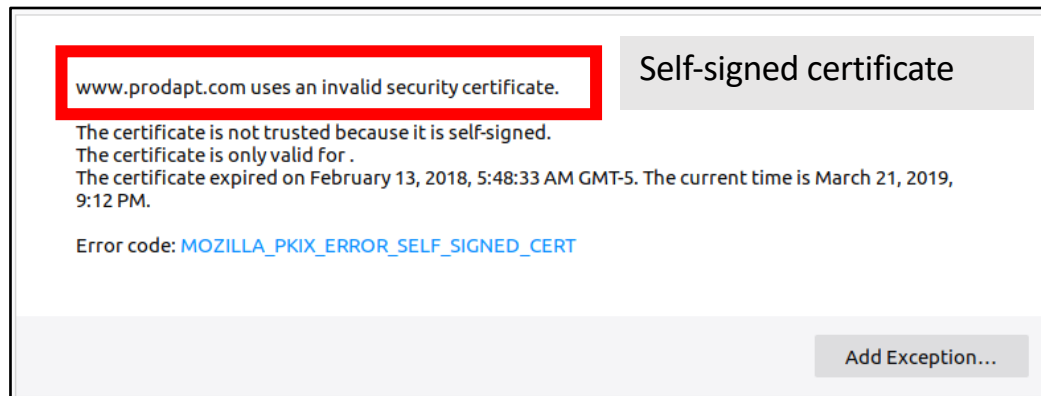 www.prodapt.com uses an invalid security certificate.
Self-signed certificate
The certificate is not trusted because it is self-signed.
The certificate is only valid for .
The certificate expired on February 13, 2018, 5:48:33 AM GMT-5. The current time is March 21, 2019,
9:12 PM.
Error code: MOZILLA_PKIX_ERROR_SELF_SIGNED_CERT
Add Exception…